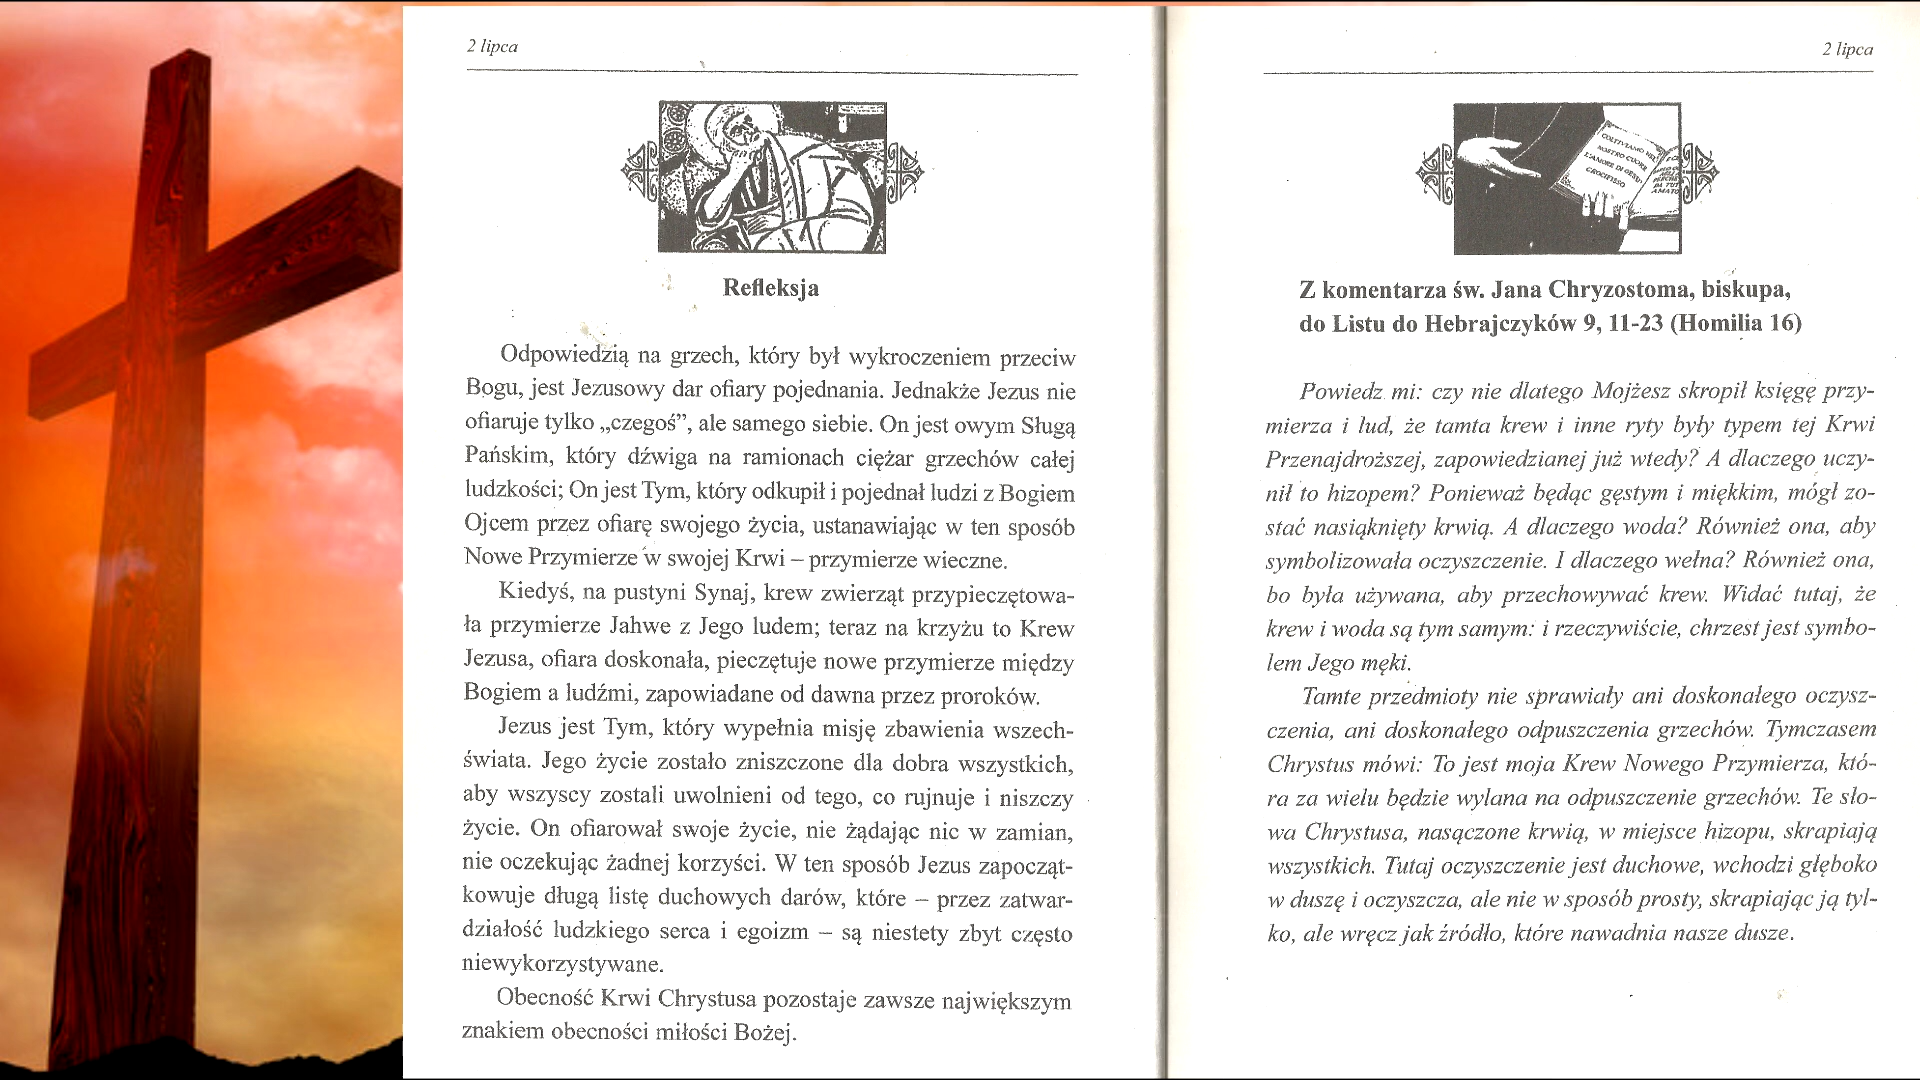 2 lipca
Refleksja
Odpowiedzią na grzech, który był wykroczeniem przeciw
Bogu, jest Jezusowy dar ofiary pojednania. Jednakże Jezus nie
ofiaruje tylko „czegoś”, ale samego siebie. On jest owym Sługą
Pańskim, który dźwiga na ramionach ciężar grzechów całej
ludzkości; On jest Tym, który odkupił i pojednał ludzi z Bogiem
Ojcem przez ofiarę swojego życia, ustanawiając w ten sposób
Nowe Przymierze w swojej Krwi – przymierze wieczne.
Kiedyś, na pustyni Synaj, krew zwierząt przypieczętowa-
ła przymierze Jahwe z Jego ludem; teraz na krzyżu to Krew
Jezusa, ofiara doskonała, pieczętuje nowe przymierze między
Bogiem a ludźmi, zapowiadane od dawna przez proroków.
Jezus jest Tym, który wypełnia misję zbawienia wszech-
świata. Jego życie zostało zniszczone dla dobra wszystkich,
aby wszyscy zostali uwolnieni od tego, co rujnuje i niszczy
życie. On ofiarował swoje życie, nie żądając nic w zamian,
nie oczekując żadnej korzyści. W ten sposób Jezus zapocząt-
kowuje długą listę duchowych darów, które – przez zatwar-
działość ludzkiego serca i egoizm – są niestety zbyt często
niewykorzystywane.
Obecność Krwi Chrystusa pozostaje zawsze największym
znakiem obecności miłości Bożej.
2 lipca
COLTIVIAMO NEL
NOSTRO CUORE
L'AMORE DI GESU'
CROCIFISSO
Z komentarza św. Jana Chryzostoma, biskupa,
do Listu do Hebrajczyków 9, 11-23 (Homilia 16)
Powiedz mi: czy nie dlatego Mojżesz skropił księgę przy-
mierza i lud, że tamta krew i inne ryty były typem tej Krwi
Przenajdroższej, zapowiedzianej już wtedy? A dlaczego uczy-
nił to hizopem? Ponieważ będąc gęstym i miękkim, mógł zo-
stać nasiąknięty krwią. A dlaczego woda? Również ona, aby
symbolizowała oczyszczenie. I dlaczego wełna? Również ona,
bo była używana, aby przechowywać krew. Widać tutaj, że
krew i woda są tym samym: i rzeczywiście, chrzest jest symbo-
lem Jego męki.
Tamte przedmioty nie sprawiały ani doskonałego oczysz-
czenia, ani doskonałego odpuszczenia grzechów. Tymczasem
Chrystus mówi: To jest moja Krew Nowego Przymierza, któ-
ra za wielu będzie wylana na odpuszczenie grzechów. Te sło-
wa Chrystusa, nasączone krwią, w miejsce hizopu, skrapiają
wszystkich. Tutaj oczyszczenie jest duchowe, wchodzi głęboko
w duszę i oczyszcza, ale nie w sposób prosty, skrapiając ją tyl-
ko, ale wręcz jak źródło, które nawadnia nasze dusze.